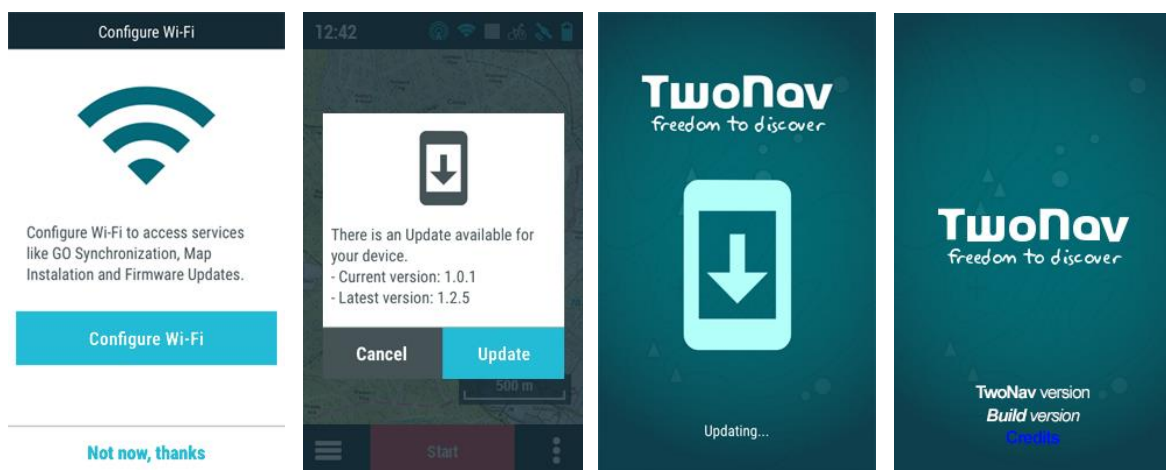 Configure Wi-Fi
Configure Wi-Fi to access services
like GO Synchronization, Map
Instalation and Firmware Updates.
Configure Wi-Fi
Not now, thanks
12:42
There is an Update available for
your device.
- Current version: 1.0.1
- Latest version: 1.2.5
Cancel
Update
500 m
Start
TwoNav
freedom to discover
Updating...
TwoNav
freedom to discover
TwoNav version
Build version
Credits